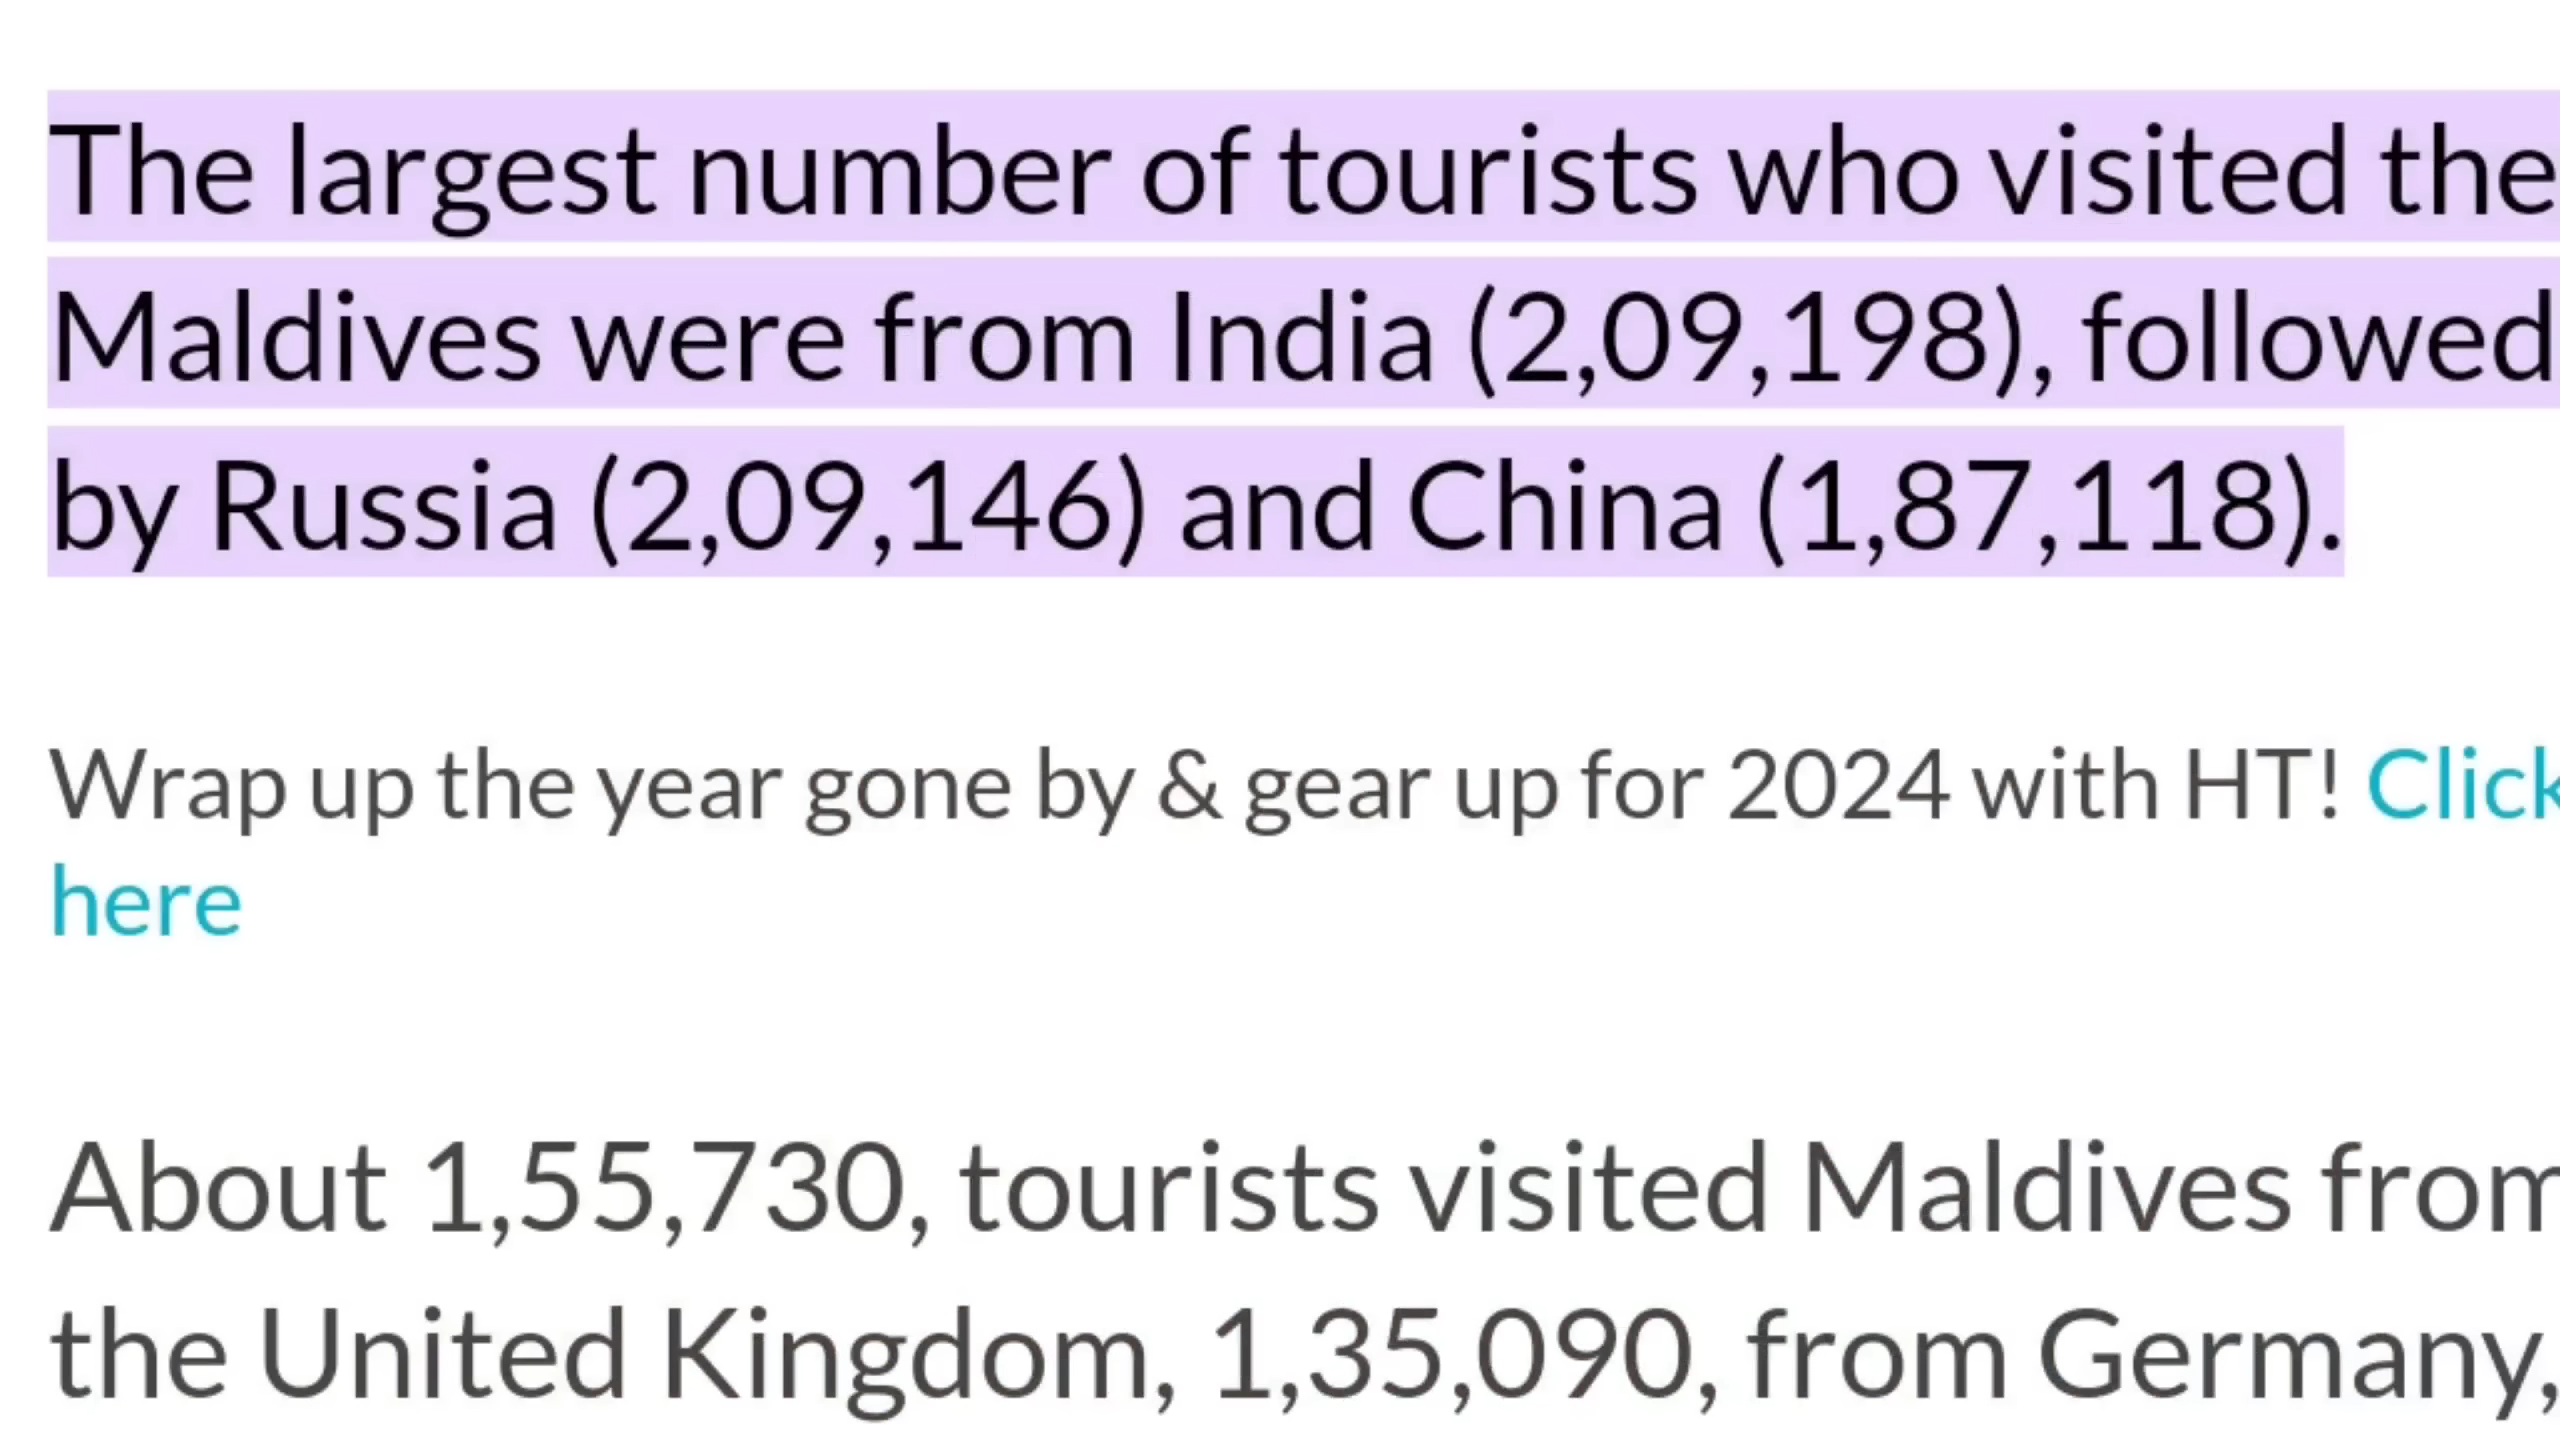 The largest number of tourists who visited the
Maldives were from India (2,09,198), followed
by Russia (2,09,146) and China (1,87,118).
Wrap up the year gone by & gear up for 2024 with HT! Click
here
About 1,55,730, tourists visited Maldives from
the United Kingdom, 1,35,090, from Germany,